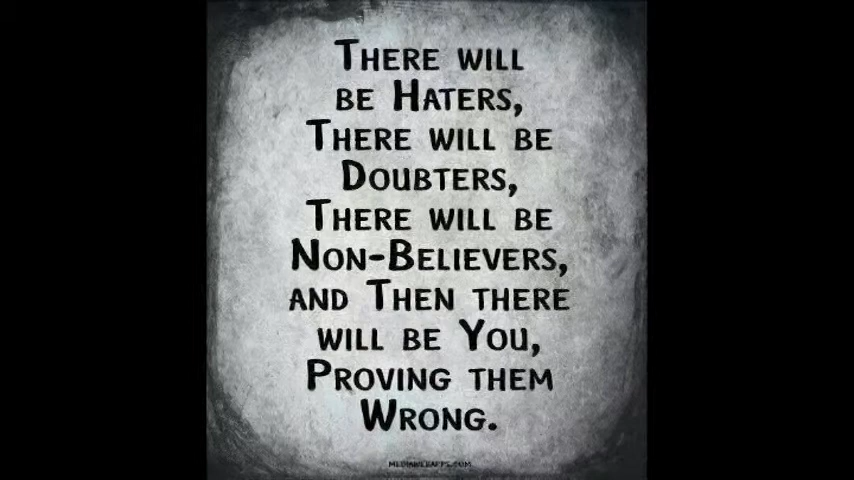 There will
be Haters,
There will be
Doubters,
There will be
Non-Believers,
and Then there
will be You,
Proving them
Wrong.